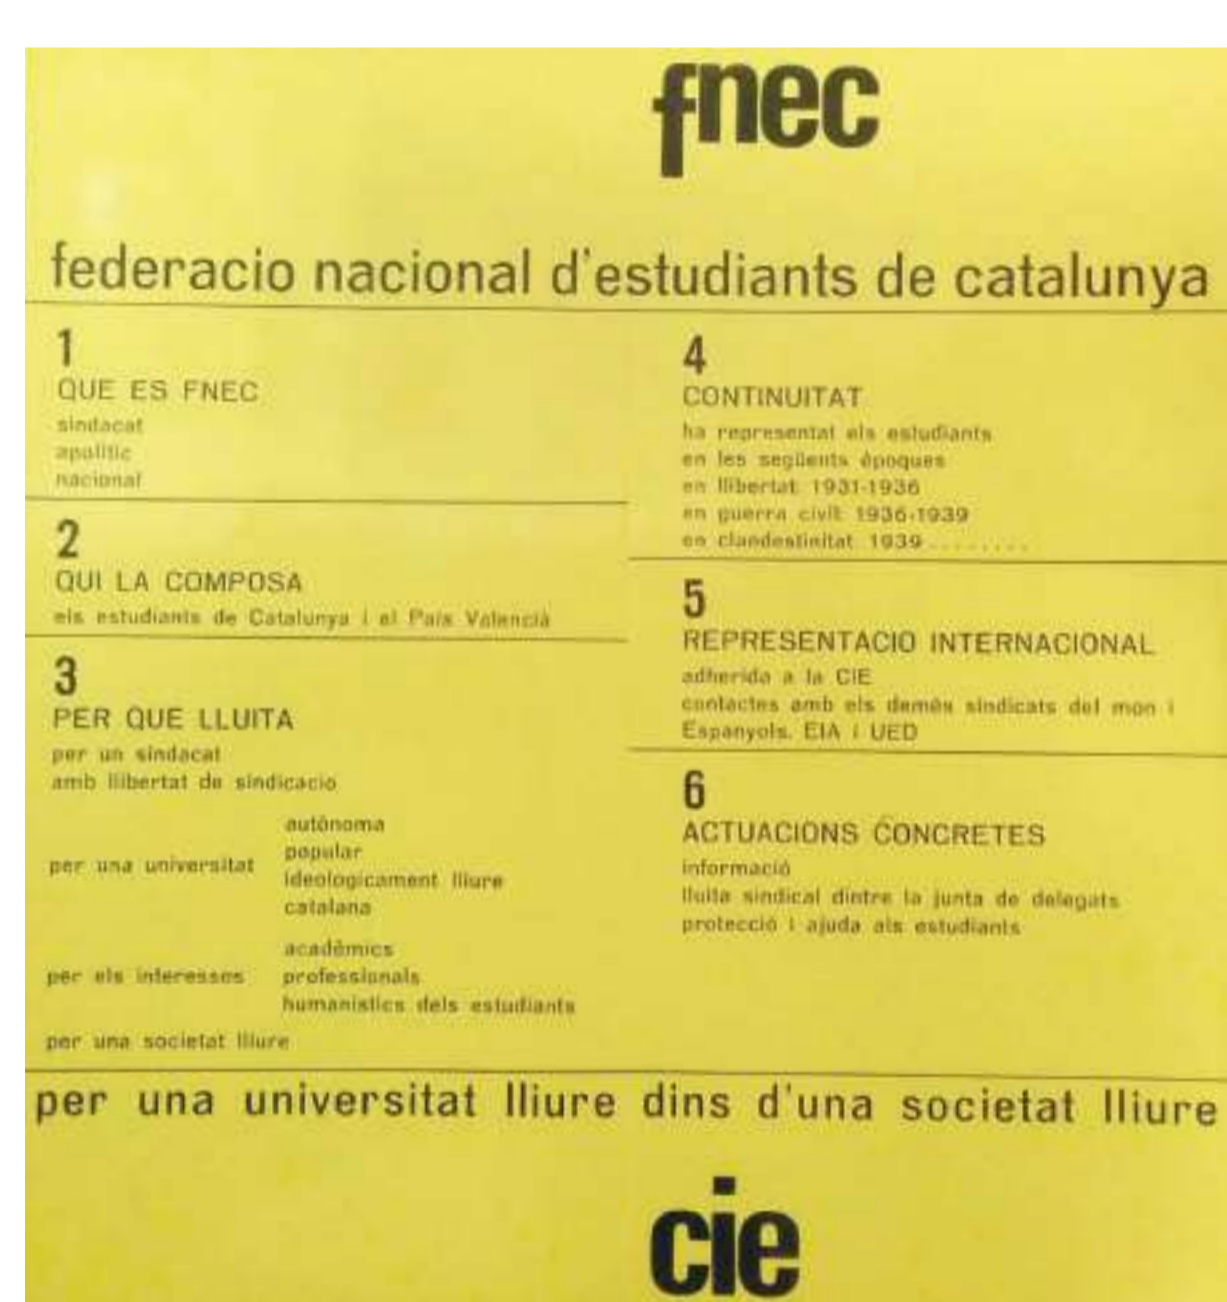 fnec
federacio nacional d'estudiants de catalunya
1
QUE ES FNEC
sindacat
apolític
nacional
2
QUI LA COMPOSA
els estudiants de Catalunya i el País Valencià
3
PER QUE LLUITA
per un sindacat
amb llibertat de sindicacio
per una universitat
autònoma
popular
ideologicament lliure
catalana
per els interesses
acadèmics
professionals
humanistics dels estudiants
per una societat lliure
4
CONTINUITAT
ha representat els estudiants
en les següents èpoques
en llibertat: 1931-1936
en guerra civil: 1936-1939
en clandestinitat: 1939........
5
REPRESENTACIO INTERNACIONAL
adherida a la CIE
contactes amb els demés sindicats del mon i
Espanyols. EIA i UED
6
ACTUACIONS CONCRETES
informació
lluita sindical dintre la junta de delegats
protecció i ajuda als estudiants
per una universitat lliure dins d'una societat lliure
cie